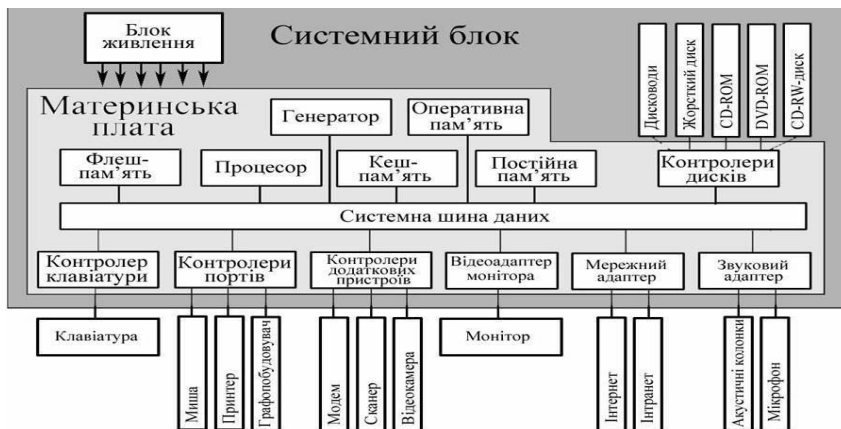 Блок
живлення
Системний блок
Дисководи
Жорсткий диск
CD-ROM
DVD-ROM
CD-RW-диск
Материнська
плата
Генератор
Оперативна
пам’ять
Флеш-
пам’ять
Процесор
Кеш-
пам’ять
Постійна
пам’ять
Контролери
дисків
Системна шина даних
Контролер
клавіатури
Контролери
портів
Контролери
додаткових
пристроїв
Відеоадаптер
монітора
Мережний
адаптер
Звуковий
адаптер
Клавіатура
Миша
Принтер
Графопобудовувач
Модем
Сканер
Відеокамера
Монітор
Інтернет
Інтранет
Акустичні колонки
Мікрофон